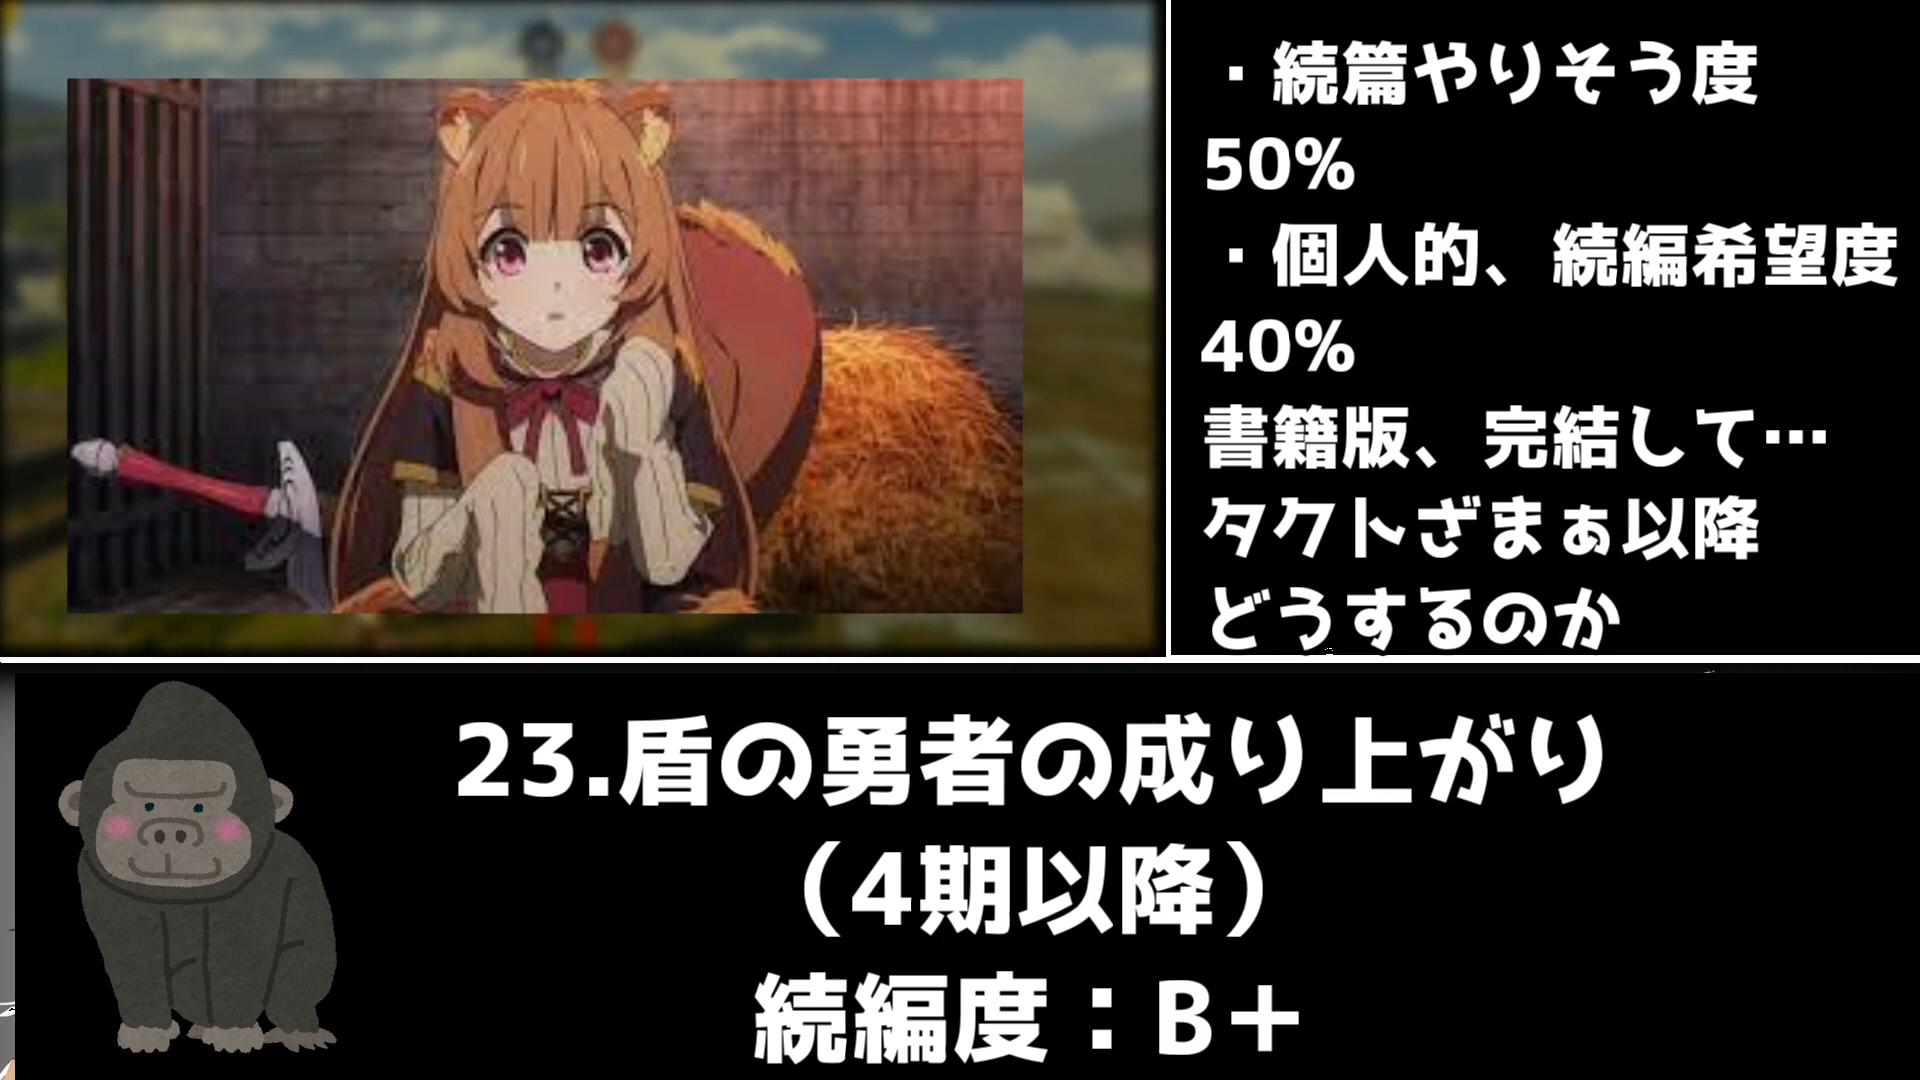 ・続篇やりそう度
50%
・個人的、続編希望度
40%
書籍版、完結して…
タクトざまぁ以降
どうするのか
23.盾の勇者の成り上がり
（4期以降）
続編度：B＋